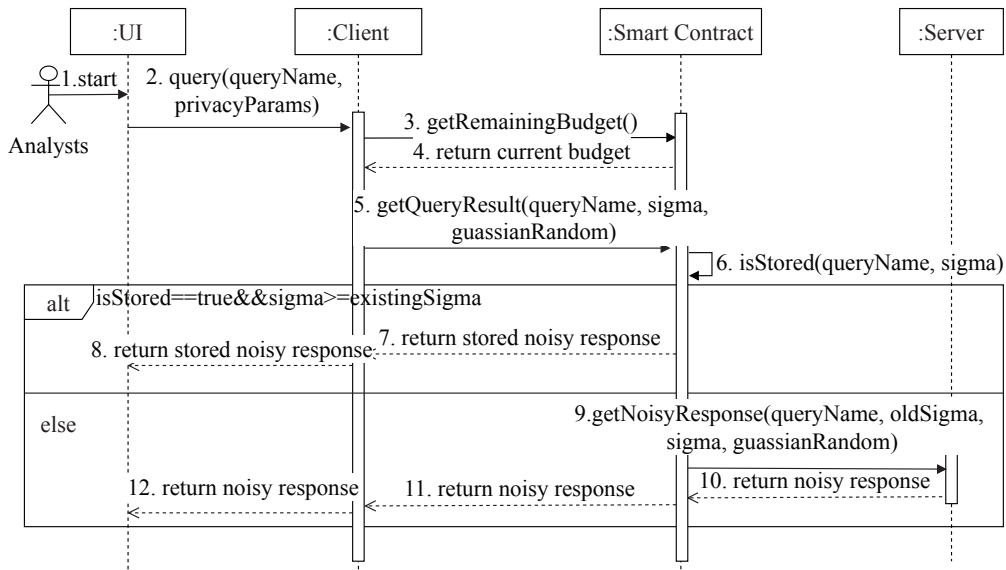 :UI
:Client
:Smart Contract
:Server
1.start
Analysts
2. query(queryName,
privacyParams)
3. getRemainingBudget()
4. return current budget
5. getQueryResult(queryName, sigma,
guassianRandom)
6. isStored(queryName, sigma)
alt
isStored==true&&sigma>=existingSigma
7. return stored noisy response
8. return stored noisy response
else
9.getNoisyResponse(queryName, oldSigma,
sigma, guassianRandom)
10. return noisy response
11. return noisy response
12. return noisy response